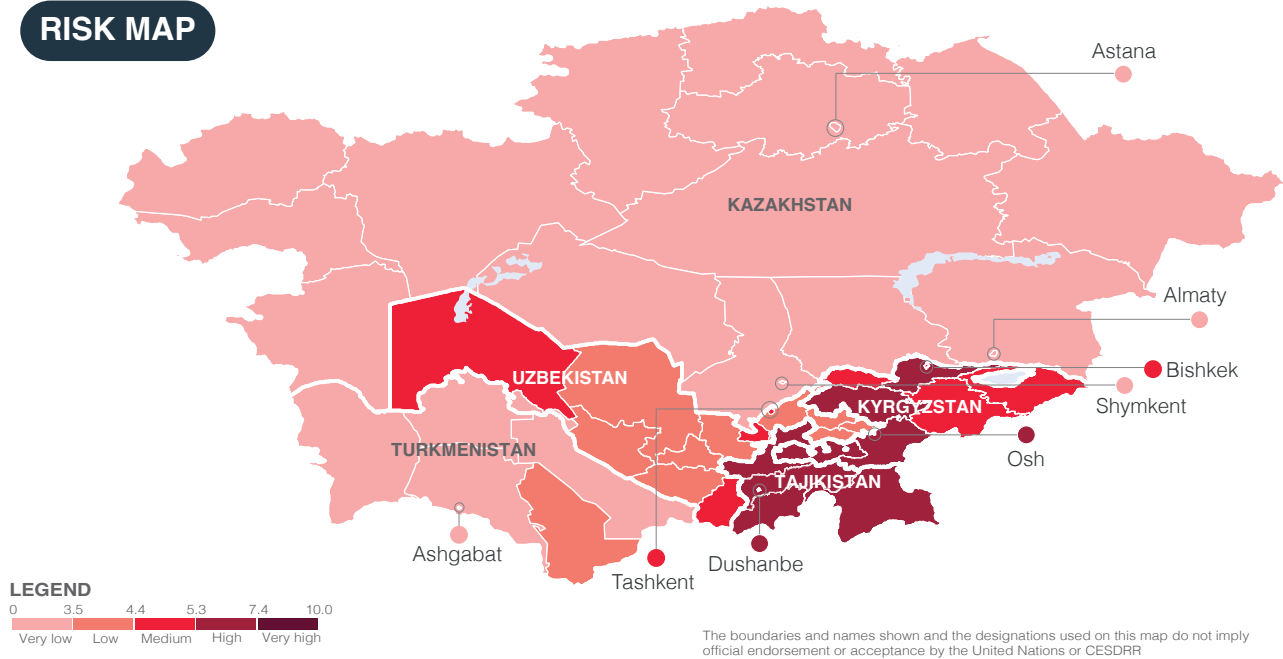 RISK MAP
Astana
KAZAKHSTAN
Almaty
Bishkek
UZBEKISTAN
Shymkent
KYRGYZSTAN
TURKMENISTAN
Osh
TAJIKISTAN
Ashgabat
Dushanbe
Tashkent
LEGEND
0 3.5 4.4 5.3 7.4 10.0
Very low Low Medium High Very high
The boundaries and names shown and the designations used on this map do not imply
official endorsement or acceptance by the United Nations or CESDRR